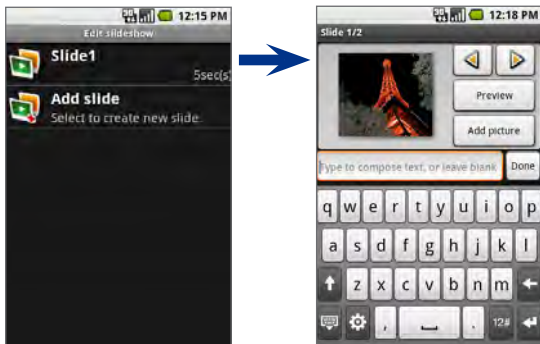 12:15 PM
Edit slideshow
Slide1
5sec(s)
Add slide
Select to create new slide
12:18 PM
Slide 1/2
Preview
Add picture
Type to compose text, or leave blank
Done
q w e r t y u i o p
a s d f g h j k l
z x c v b n m
, . 12#